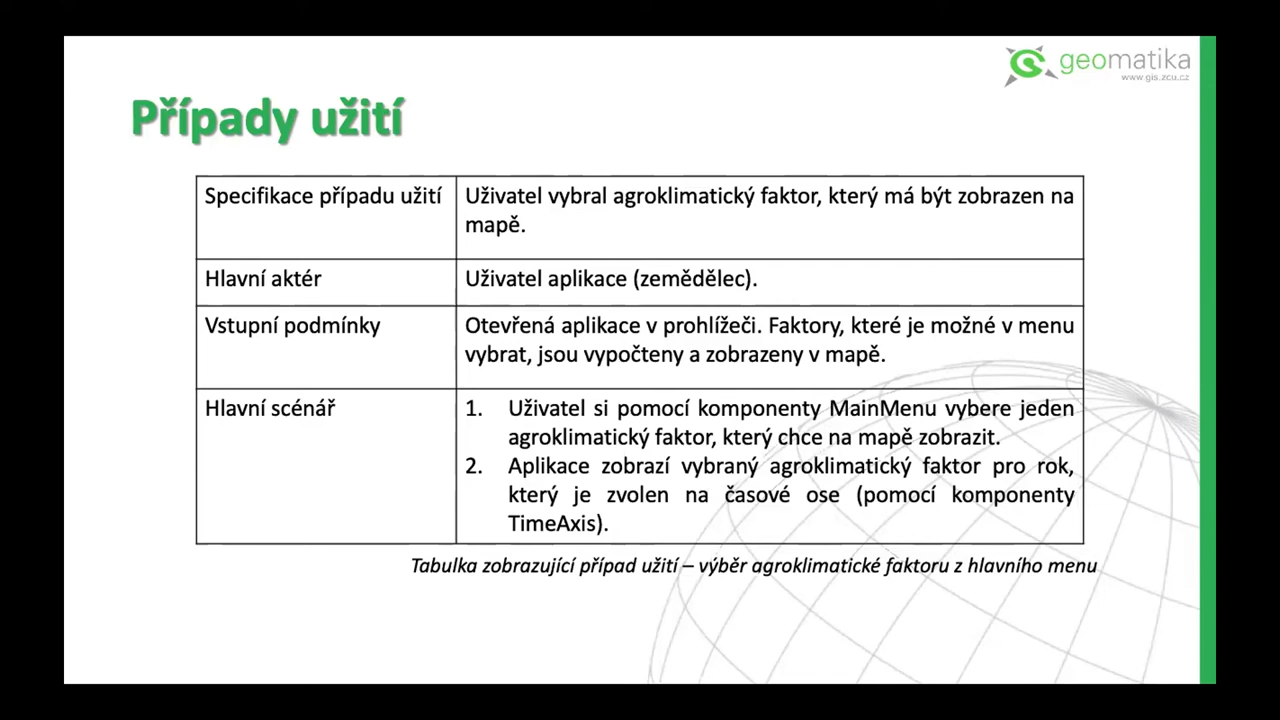 geomatika
www.gis.zcu.cz
Případy užití
Specifikace případu užití
Uživatel vybral agroklimatický faktor, který má být zobrazen na
mapě.
Hlavní aktér
Uživatel aplikace (zemědělec).
Vstupní podmínky
Otevřená aplikace v prohlížeči. Faktory, které je možné v menu
vybrat, jsou vypočteny a zobrazeny v mapě.
Hlavní scénář
1. Uživatel si pomocí komponenty MainMenu vybere jeden
agroklimatický faktor, který chce na mapě zobrazit.
2. Aplikace zobrazí vybraný agroklimatický faktor pro rok,
který je zvolen na časové ose (pomocí komponenty
TimeAxis).
Tabulka zobrazující případ užití – výběr agroklimatické faktoru z hlavního menu